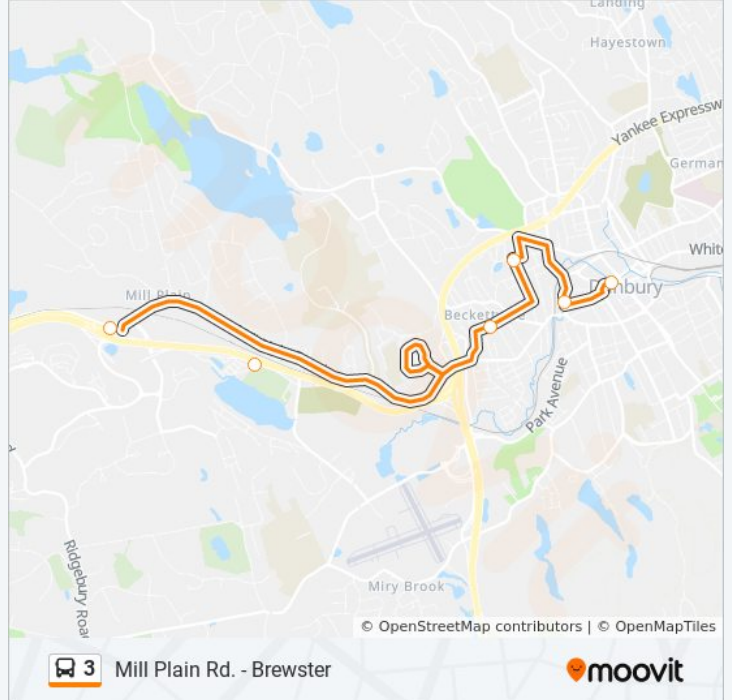 Landing
Hayestown
Yankee Expressw
German
White
Danbury
Mill Plain
Beckett
Park Avenue
Ridgebury Road
Miry Brook
© OpenStreetMap contributors | © OpenMapTiles
3 Mill Plain Rd. - Brewster
moovit